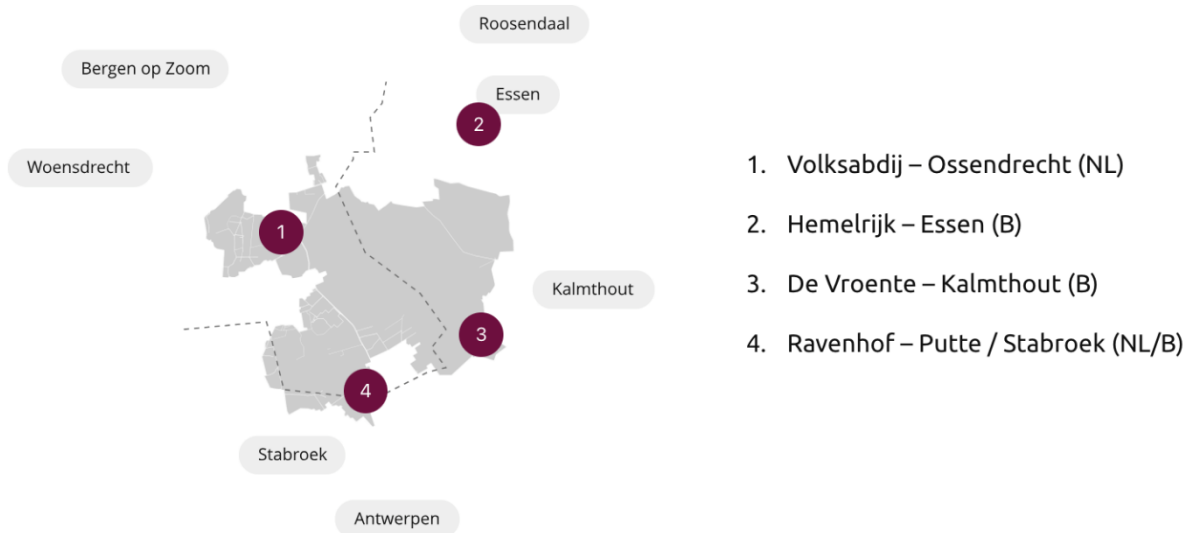 Roosendaal
Bergen op Zoom
Essen
2
Woensdrecht
1
Kalmthout
3
4
Stabroek
Antwerpen
1. Volksabdij – Ossendrecht (NL)
2. Hemelrijk – Essen (B)
3. De Vroente – Kalmthout (B)
4. Ravenhof – Putte / Stabroek (NL/B)